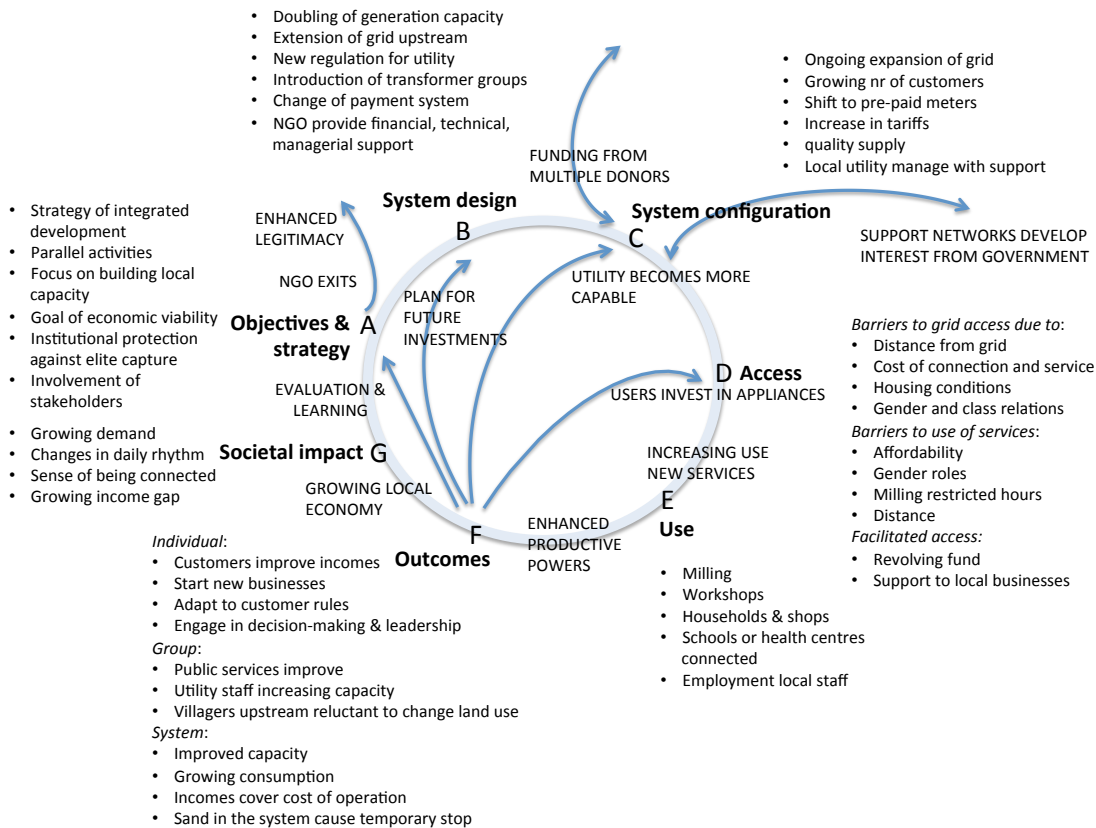 • Doubling of generation capacity
• Extension of grid upstream
• New regulation for utility
• Introduction of transformer groups
• Change of payment system
• NGO provide financial, technical,
managerial support
• Ongoing expansion of grid
• Growing nr of customers
• Shift to pre-paid meters
• Increase in tariffs
• quality supply
• Local utility manage with support
FUNDING FROM
MULTIPLE DONORS
System design
B
System configuration
C
SUPPORT NETWORKS DEVELOP
INTEREST FROM GOVERNMENT
• Strategy of integrated
development
• Parallel activities
• Focus on building local
capacity
• Goal of economic viability
• Institutional protection
against elite capture
• Involvement of
stakeholders
ENHANCED
LEGITIMACY
NGO EXITS
Objectives &
strategy
A
PLAN FOR
FUTURE
INVESTMENTS
UTILITY BECOMES MORE
CAPABLE
D Access
USERS INVEST IN APPLIANCES
Barriers to grid access due to:
• Distance from grid
• Cost of connection and service
• Housing conditions
• Gender and class relations
Barriers to use of services:
• Affordability
• Gender roles
• Milling restricted hours
• Distance
Facilitated access:
• Revolving fund
• Support to local businesses
EVALUATION &
LEARNING
• Growing demand
• Changes in daily rhythm
• Sense of being connected
• Growing income gap
Societal impact G
GROWING LOCAL
ECONOMY
INCREASING USE
NEW SERVICES
E
Use
• Milling
• Workshops
• Households & shops
• Schools or health centres
connected
• Employment local staff
F
Outcomes
ENHANCED
PRODUCTIVE
POWERS
Individual:
• Customers improve incomes
• Start new businesses
• Adapt to customer rules
• Engage in decision-making & leadership
Group:
• Public services improve
• Utility staff increasing capacity
• Villagers upstream reluctant to change land use
System:
• Improved capacity
• Growing consumption
• Incomes cover cost of operation
• Sand in the system cause temporary stop